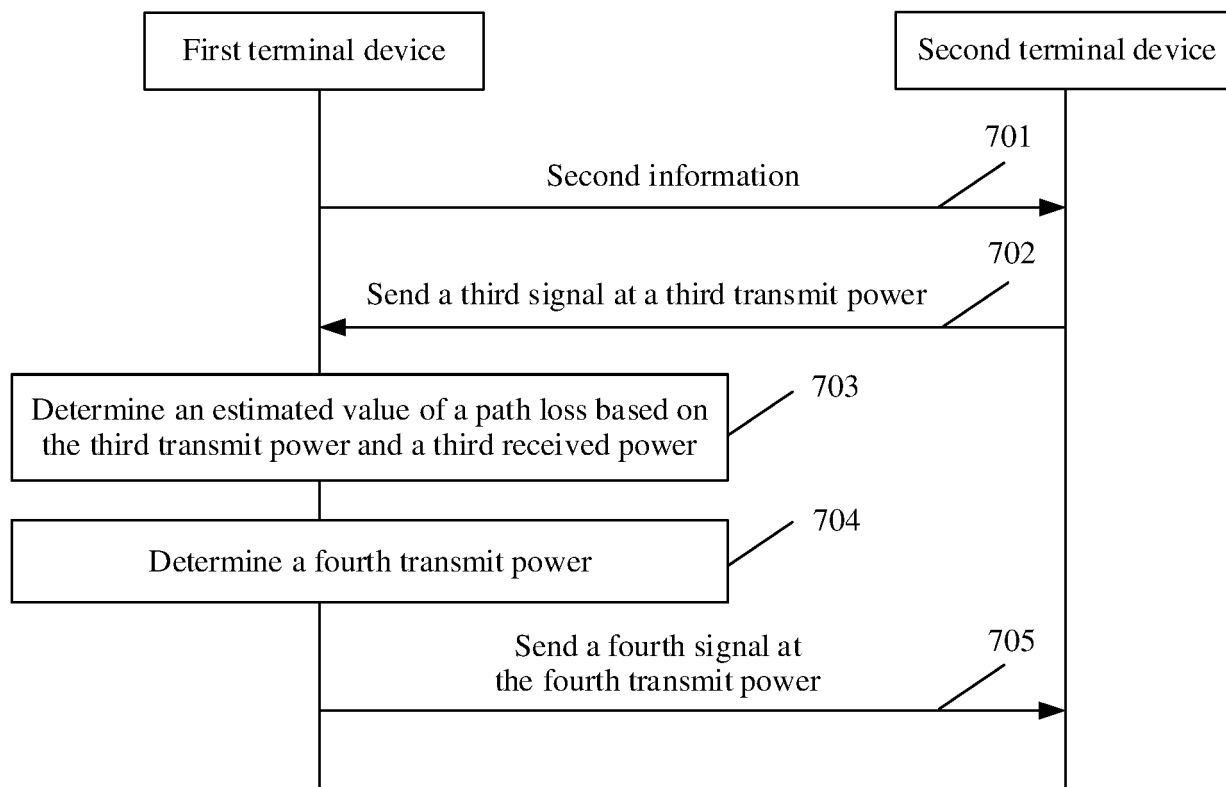 First terminal device
Second terminal device
701
Second information
702
Send a third signal at a third transmit power
703
Determine an estimated value of a path loss based on
the third transmit power and a third received power
704
Determine a fourth transmit power
705
Send a fourth signal at
the fourth transmit power